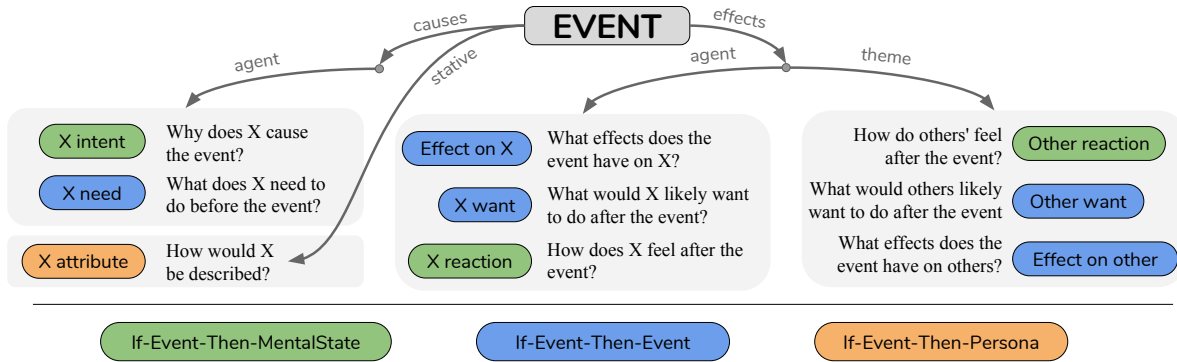 EVENT
causes
effects
agent
stative
agent
theme
X intent
Why does X cause
the event?
X need
What does X need to
do before the event?
X attribute
How would X
be described?
Effect on X
What effects does the
event have on X?
X want
What would X likely want
to do after the event?
X reaction
How does X feel after the
event?
How do others' feel
after the event?
Other reaction
What would others likely
want to do after the event
Other want
What effects does the
event have on others?
Effect on other
If-Event-Then-MentalState
If-Event-Then-Event
If-Event-Then-Persona